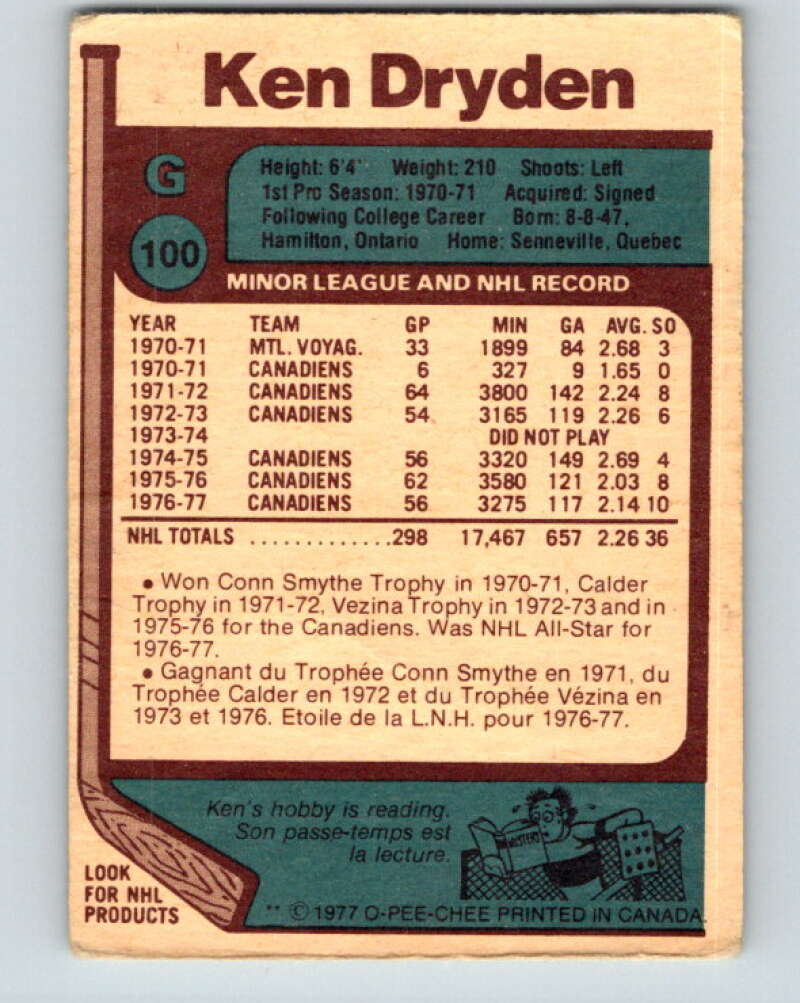 Ken Dryden
G
100
Height: 6'4" Weight: 210 Shoots: Left
1st Pro Season: 1970-71 Acquired: Signed
Following College Career Born: 8-8-47,
Hamilton, Ontario Home: Senneville, Quebec
MINOR LEAGUE AND NHL RECORD
YEAR TEAM GP MIN GA AVG. SO
1970-71 MTL. VOYAG. 33 1899 84 2.68 3
1970-71 CANADIENS 6 327 9 1.65 0
1971-72 CANADIENS 64 3800 142 2.24 8
1972-73 CANADIENS 54 3165 119 2.26 6
1973-74 DID NOT PLAY
1974-75 CANADIENS 56 3320 149 2.69 4
1975-76 CANADIENS 62 3580 121 2.03 8
1976-77 CANADIENS 56 3275 117 2.14 10
NHL TOTALS .............298 17,467 657 2.26 36
• Won Conn Smythe Trophy in 1970-71, Calder
Trophy in 1971-72, Vezina Trophy in 1972-73 and in
1975-76 for the Canadiens. Was NHL All-Star for
1976-77.
• Gagnant du Trophée Conn Smythe en 1971, du
Trophée Calder en 1972 et du Trophée Vézina en
1973 et 1976. Etoile de la L.N.H. pour 1976-77.
Ken's hobby is reading.
Son passe-temps est
la lecture.
LOOK
FOR NHL
PRODUCTS
** © 1977 O-PEE-CHEE PRINTED IN CANADA